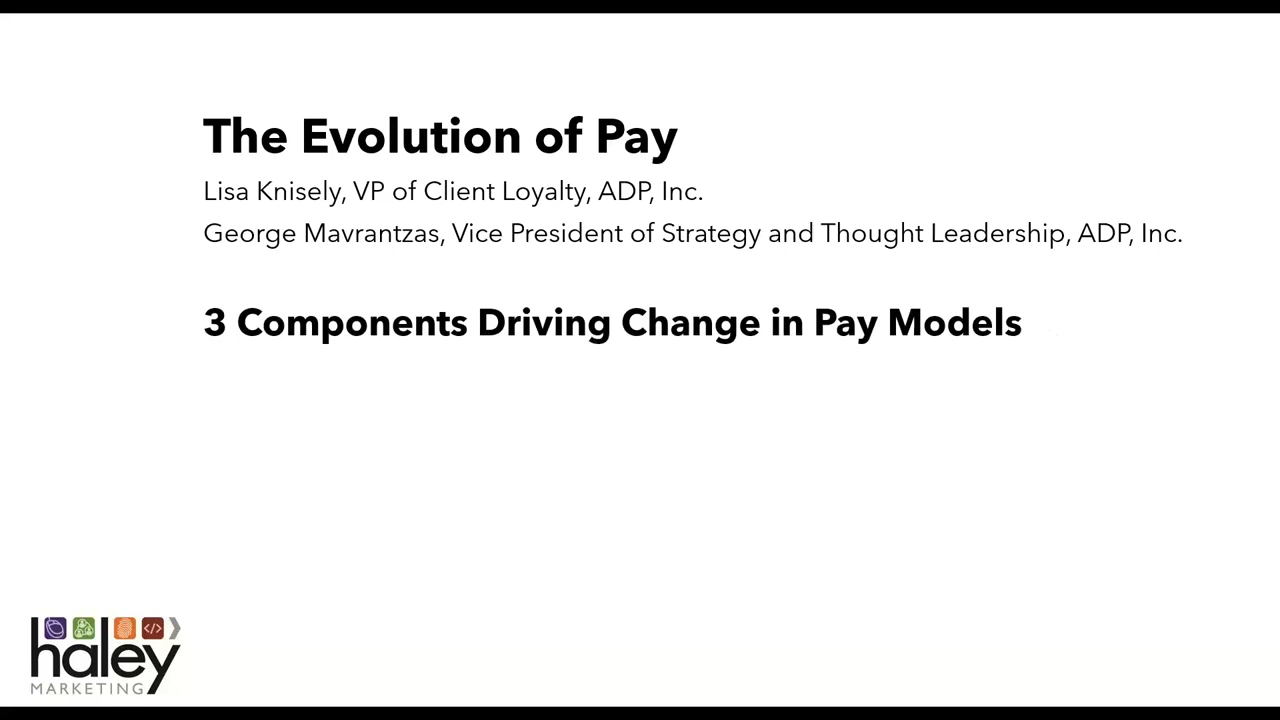 The Evolution of Pay
Lisa Knisely, VP of Client Loyalty, ADP, Inc.
George Mavrantzas, Vice President of Strategy and Thought Leadership, ADP, Inc.
3 Components Driving Change in Pay Models
haley
MARKETING